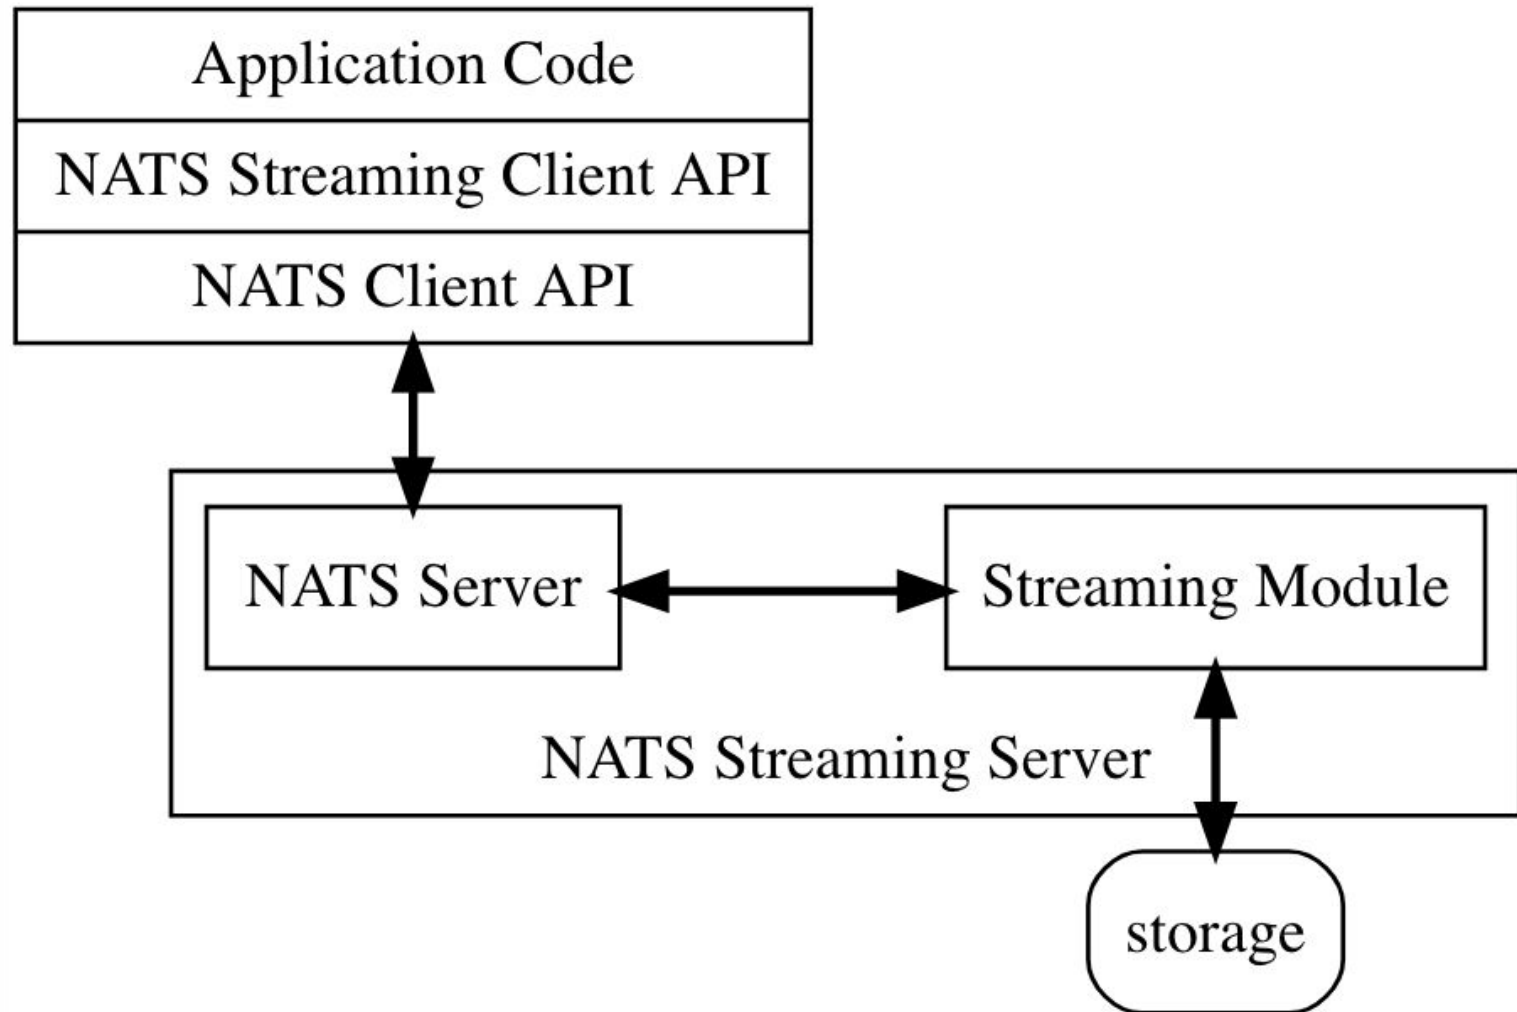 Application Code
NATS Streaming Client API
NATS Client API
NATS Server
Streaming Module
NATS Streaming Server
storage